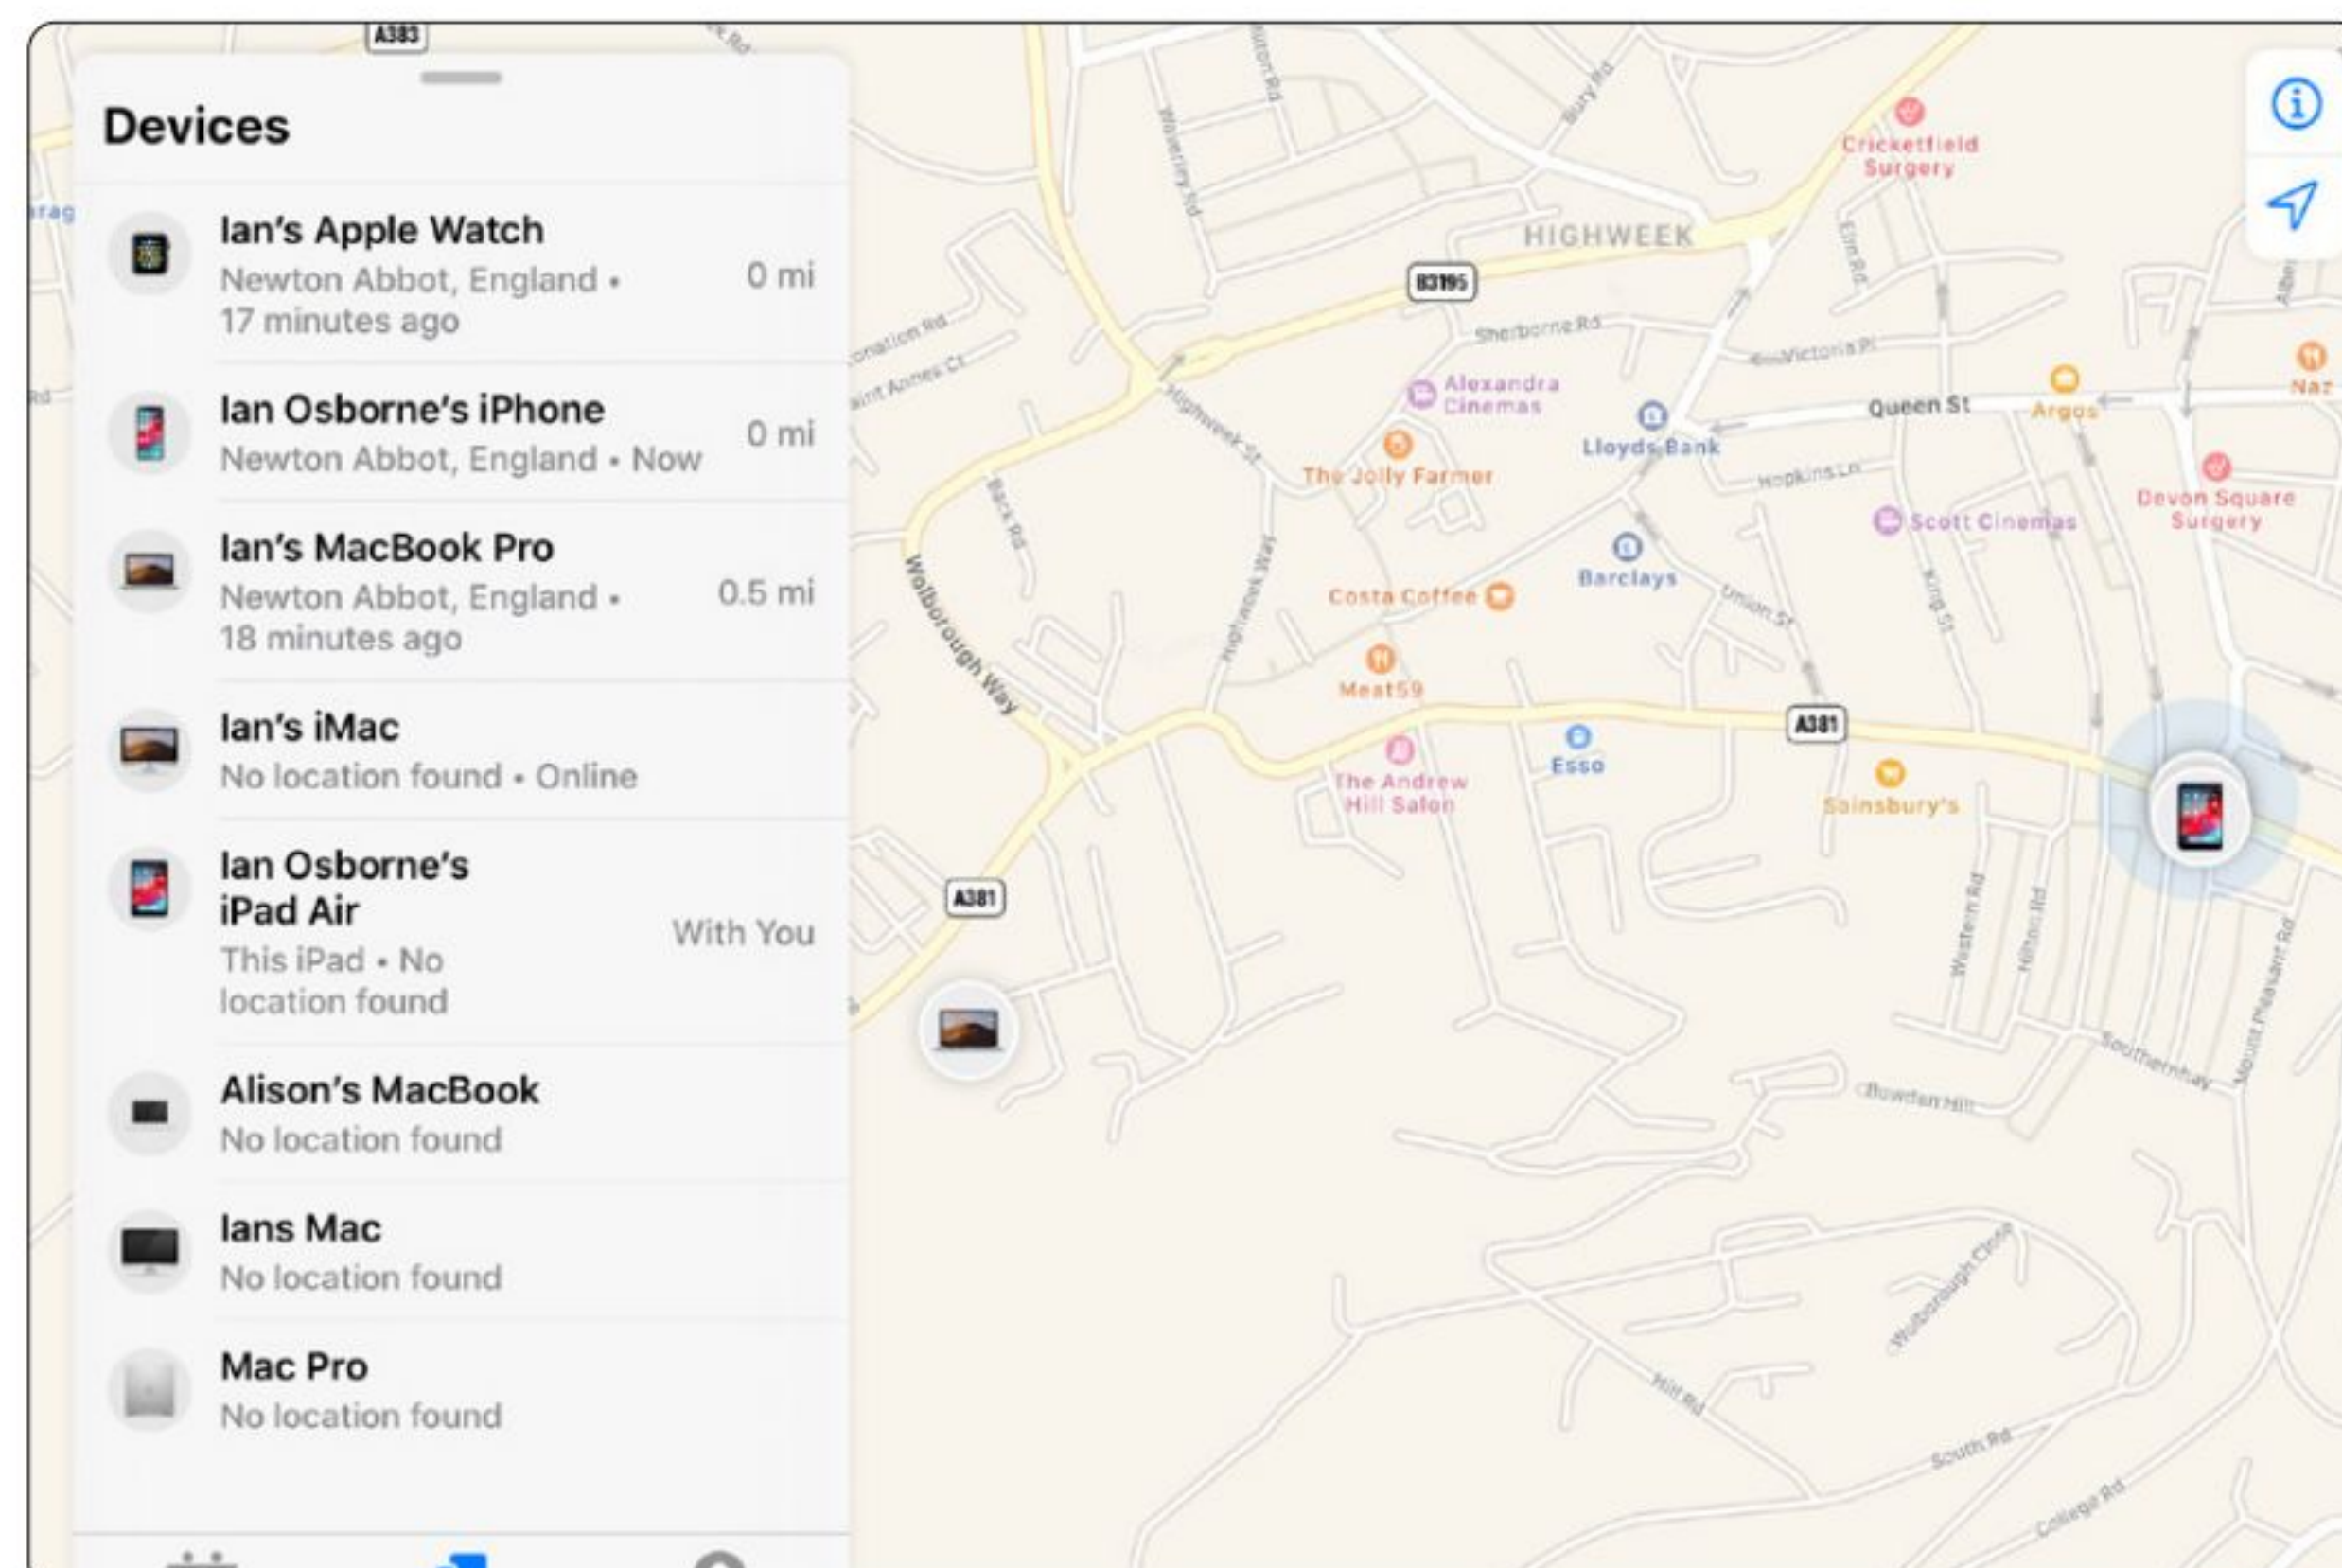 A383
Devices
Ian's Apple Watch
Newton Abbot, England •
17 minutes ago
0 mi
Ian Osborne's iPhone
Newton Abbot, England • Now
0 mi
Ian's MacBook Pro
Newton Abbot, England •
18 minutes ago
0.5 mi
Ian's iMac
No location found • Online
Ian Osborne's
iPad Air
This iPad • No
location found
With You
Alison's MacBook
No location found
Ians Mac
No location found
Mac Pro
No location found
Rd
Waverley Rd
Bury Rd
Cricketfield
Surgery
HIGHWEEK
Elm Rd
B3195
Sherborne Rd
Victoria Pl
onation Rd
aint Annes Ct
Highweek St
Alexandra
Cinemas
The Jolly Farmer
Lloyds Bank
Queen St
Argos
Naz
Hopkins Ln
Devon Square
Surgery
Scott Cinemas
Back Rd
Highweek Way
Barclays
Costa Coffee
Union St
King St
Wolborough Way
Meat59
A381
The Andrew
Hill Salon
Esso
Sainsbury's
A381
Western Rd
Hilton Rd
Mount Pleasant Rd
Southernhay
Bowden Hill
Wolborough Close
Hill Rd
South Rd
College Rd